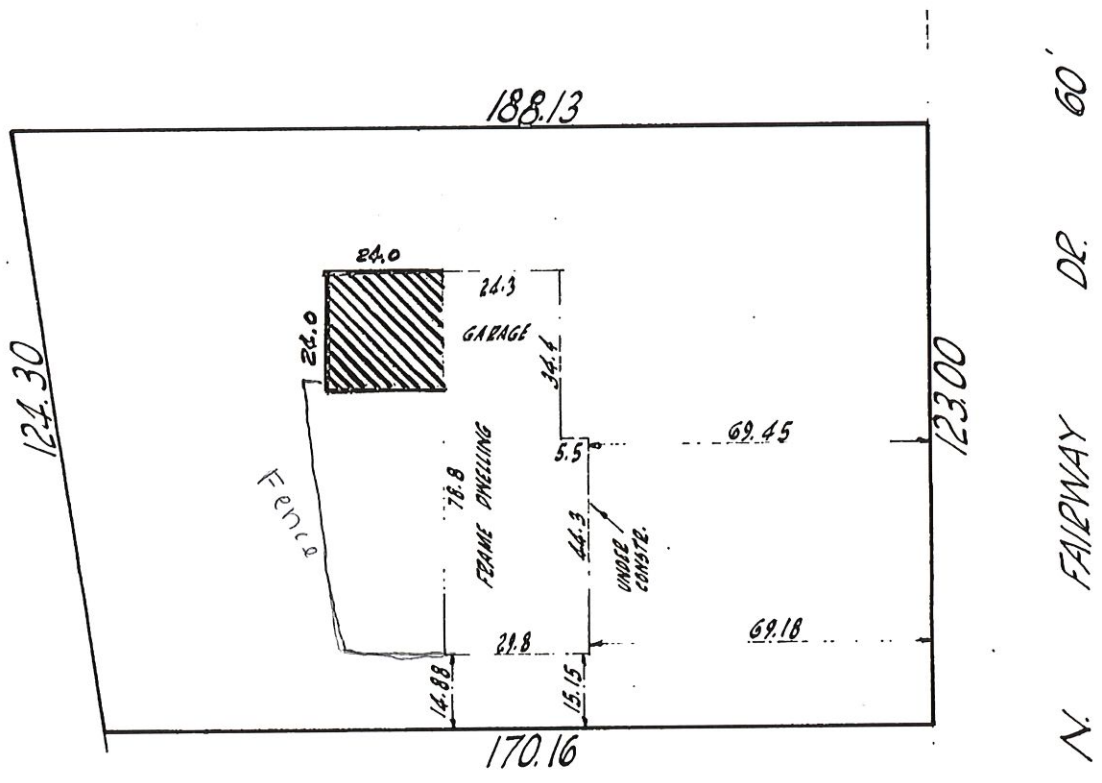 188.13
24.0
24.0
24.3
GARAGE
34.4
124.30
123.00
69.45
5.5
Fence
78.8
FRAME DWELLING
44.3
UNDER
CONSTR.
29.8
69.18
14.88
15.15
170.16
N. FAIRWAY DR. 60'